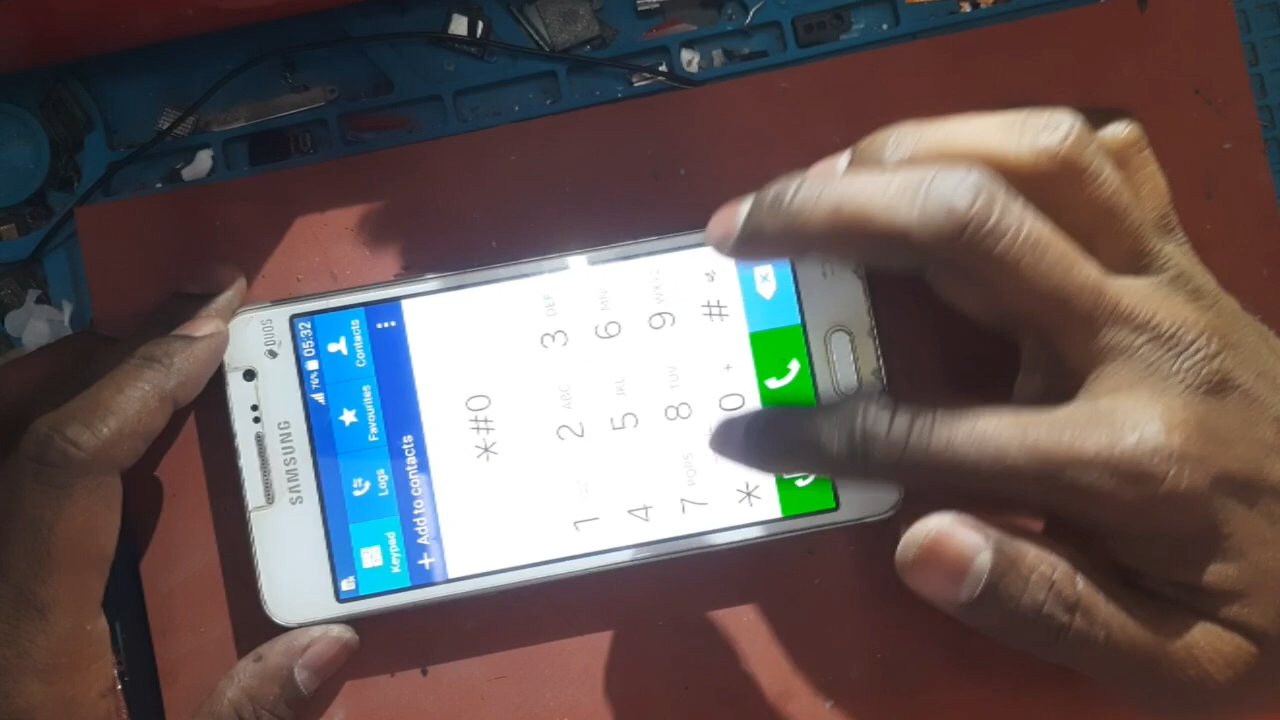 DUOS
SAMSUNG
76% 05:32
Keypad Logs Favourites Contacts
+ Add to contacts
*#0
1 2 ABC 3 DEF
4 5 JKL 6 MNO
7 PQRS 8 TUV 9 WXYZ
* 0 + #